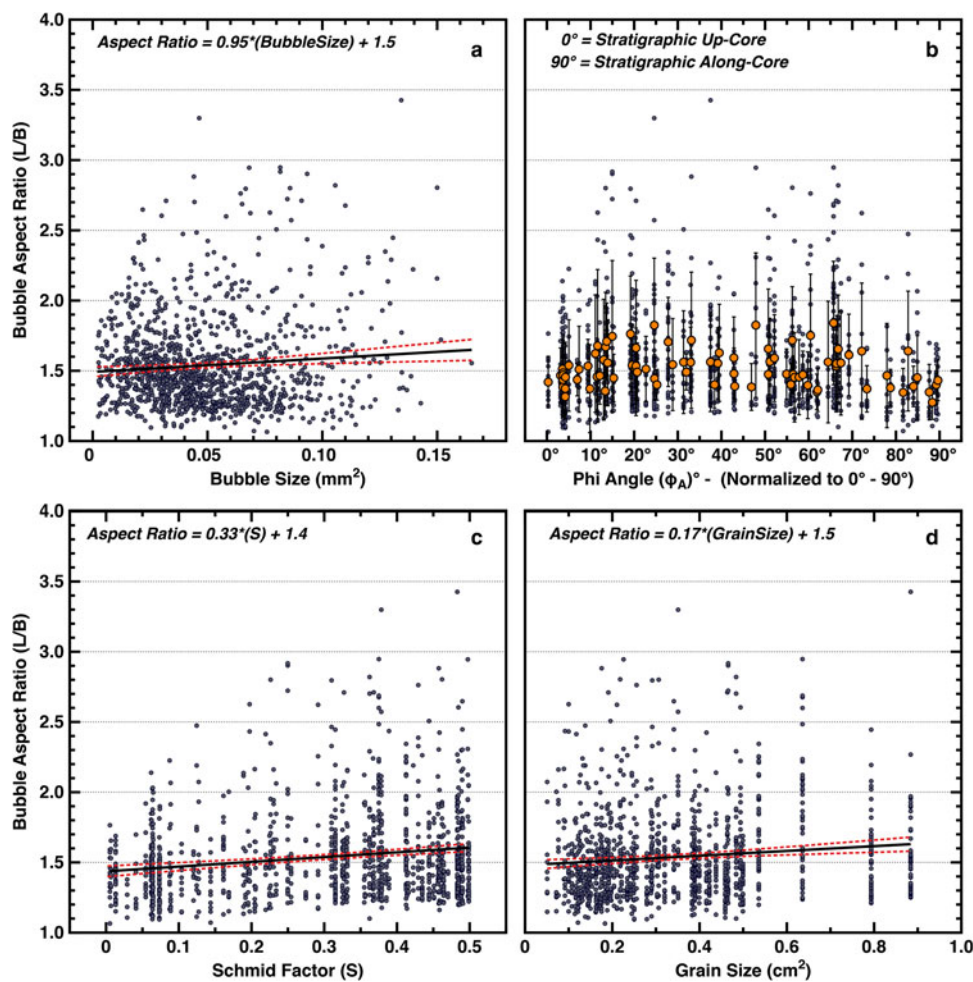 Aspect Ratio = 0.95*(BubbleSize) + 1.5
a
0° = Stratigraphic Up-Core
90° = Stratigraphic Along-Core
b
4.0
3.5
3.0
2.5
2.0
1.5
1.0
Bubble Aspect Ratio (L/B)
0 0.05 0.10 0.15
Bubble Size (mm²)
0° 10° 20° 30° 40° 50° 60° 70° 80° 90°
Phi Angle (ϕA)° - (Normalized to 0° - 90°)
Aspect Ratio = 0.33*(S) + 1.4
c
Aspect Ratio = 0.17*(GrainSize) + 1.5
d
4.0
3.5
3.0
2.5
2.0
1.5
1.0
Bubble Aspect Ratio (L/B)
0 0.1 0.2 0.3 0.4 0.5
Schmid Factor (S)
0 0.2 0.4 0.6 0.8 1.0
Grain Size (cm²)